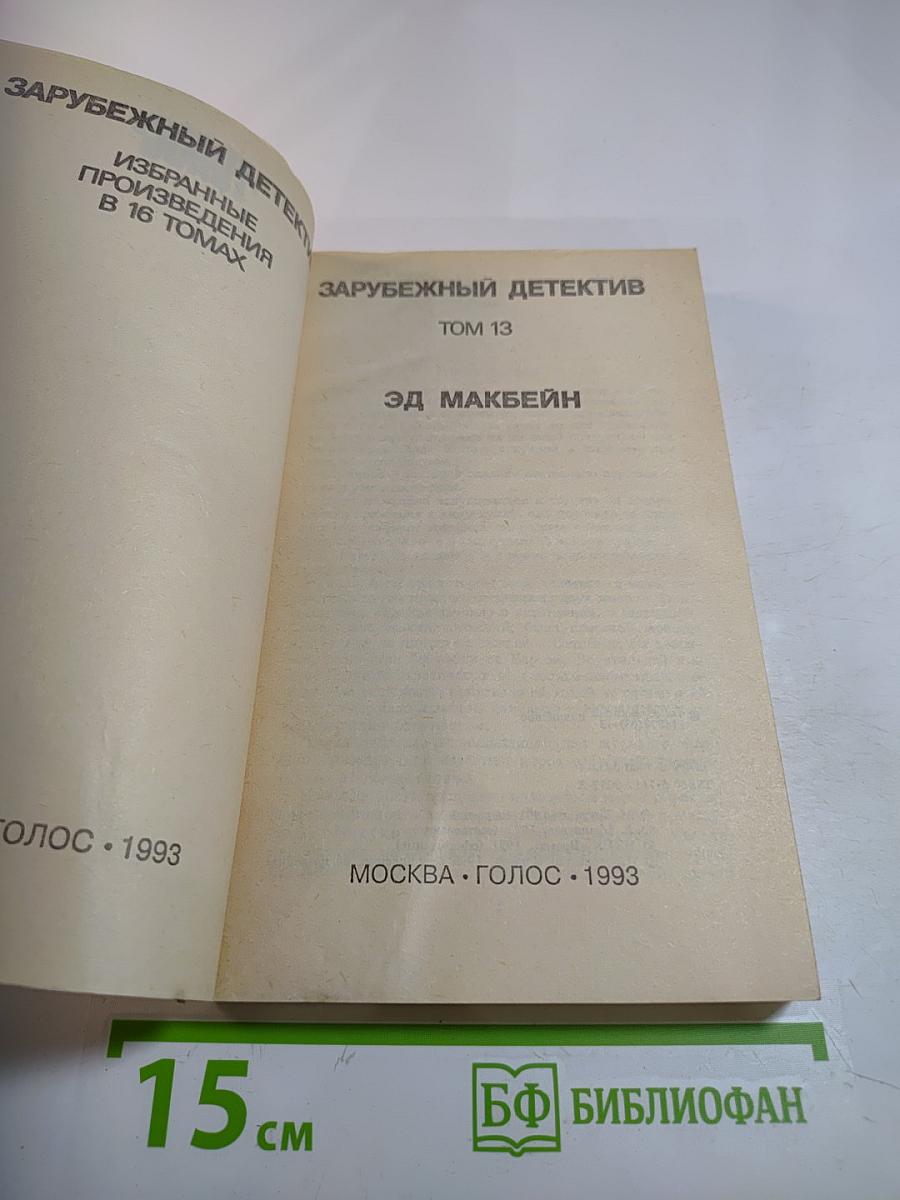 ЗАРУБЕЖНЫЙ ДЕТЕКТИ
ИЗБРАННЫЕ
ПРОИЗВЕДЕНИЯ
В 16 ТОМАХ
ГОЛОС • 1993
ЗАРУБЕЖНЫЙ ДЕТЕКТИВ
ТОМ 13
ЭД МАКБЕЙН
МОСКВА • ГОЛОС • 1993
15 см
БФ БИБЛИОФАН